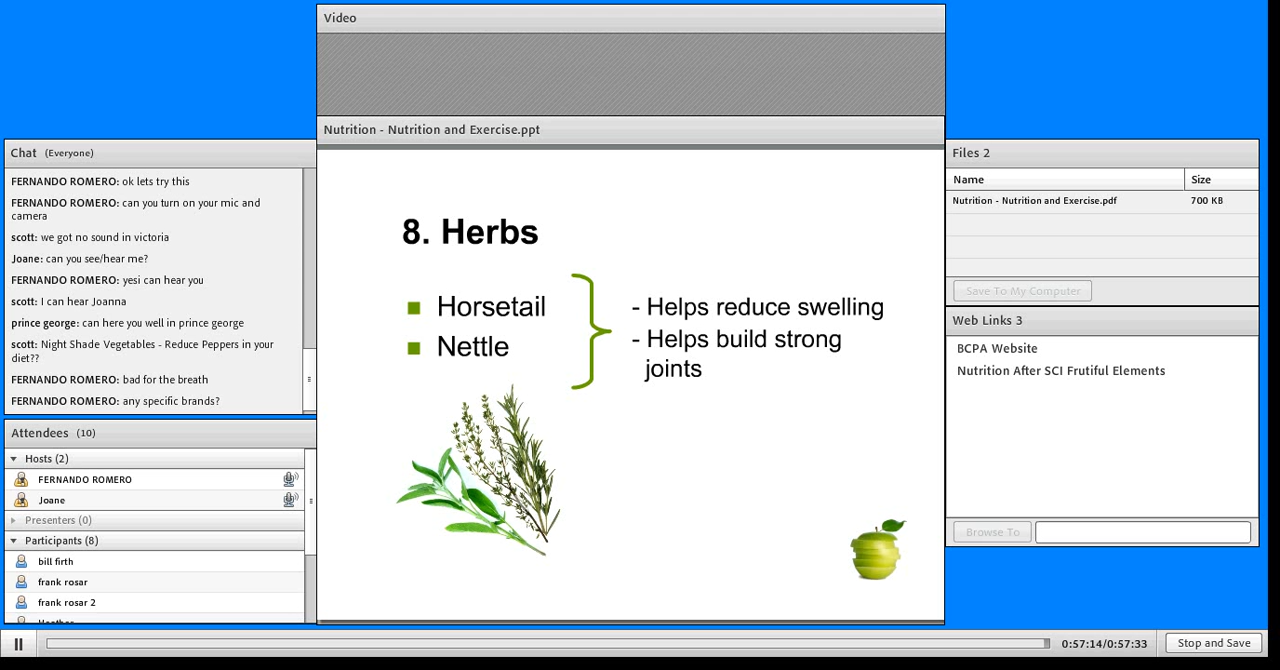 Video
Nutrition - Nutrition and Exercise.ppt
Chat (Everyone)
FERNANDO ROMERO: ok lets try this
FERNANDO ROMERO: can you turn on your mic and
camera
scott: we got no sound in victoria
Joane: can you see/hear me?
FERNANDO ROMERO: yesi can hear you
scott: I can hear Joanna
prince george: can here you well in prince george
scott: Night Shade Vegetables - Reduce Peppers in your
diet??
FERNANDO ROMERO: bad for the breath
FERNANDO ROMERO: any specific brands?
Attendees (10)
Hosts (2)
FERNANDO ROMERO
Joane
Presenters (0)
Participants (8)
bill firth
frank rosar
frank rosar 2
8. Herbs
Horsetail
Nettle
- Helps reduce swelling
- Helps build strong
joints
Files 2
Name Size
Nutrition - Nutrition and Exercise.pdf 700 KB
Save To My Computer
Web Links 3
BCPA Website
Nutrition After SCI Frutiful Elements
Browse To
0:57:14/0:57:33
Stop and Save